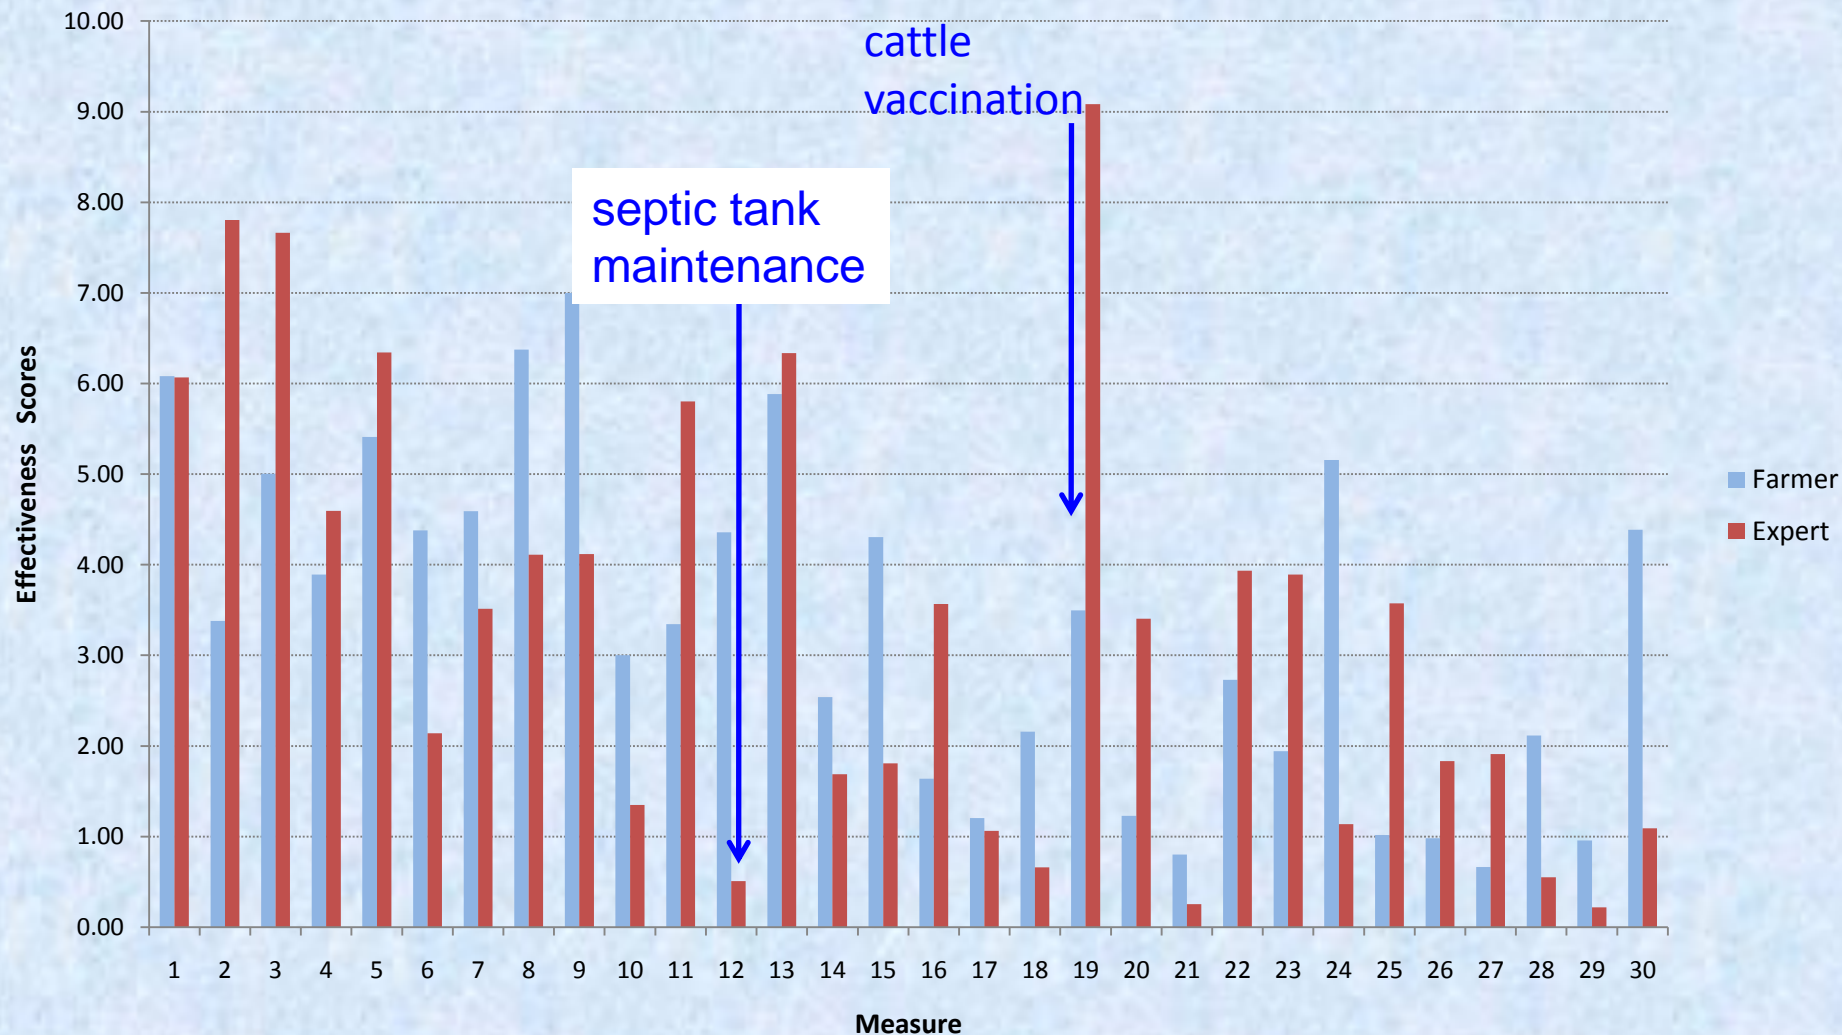 10.00
9.00
8.00
7.00
6.00
5.00
4.00
3.00
2.00
1.00
0.00
Effectiveness Scores
cattle
vaccination
septic tank
maintenance
Farmer
Expert
1 2 3 4 5 6 7 8 9 10 11 12 13 14 15 16 17 18 19 20 21 22 23 24 25 26 27 28 29 30
Measure